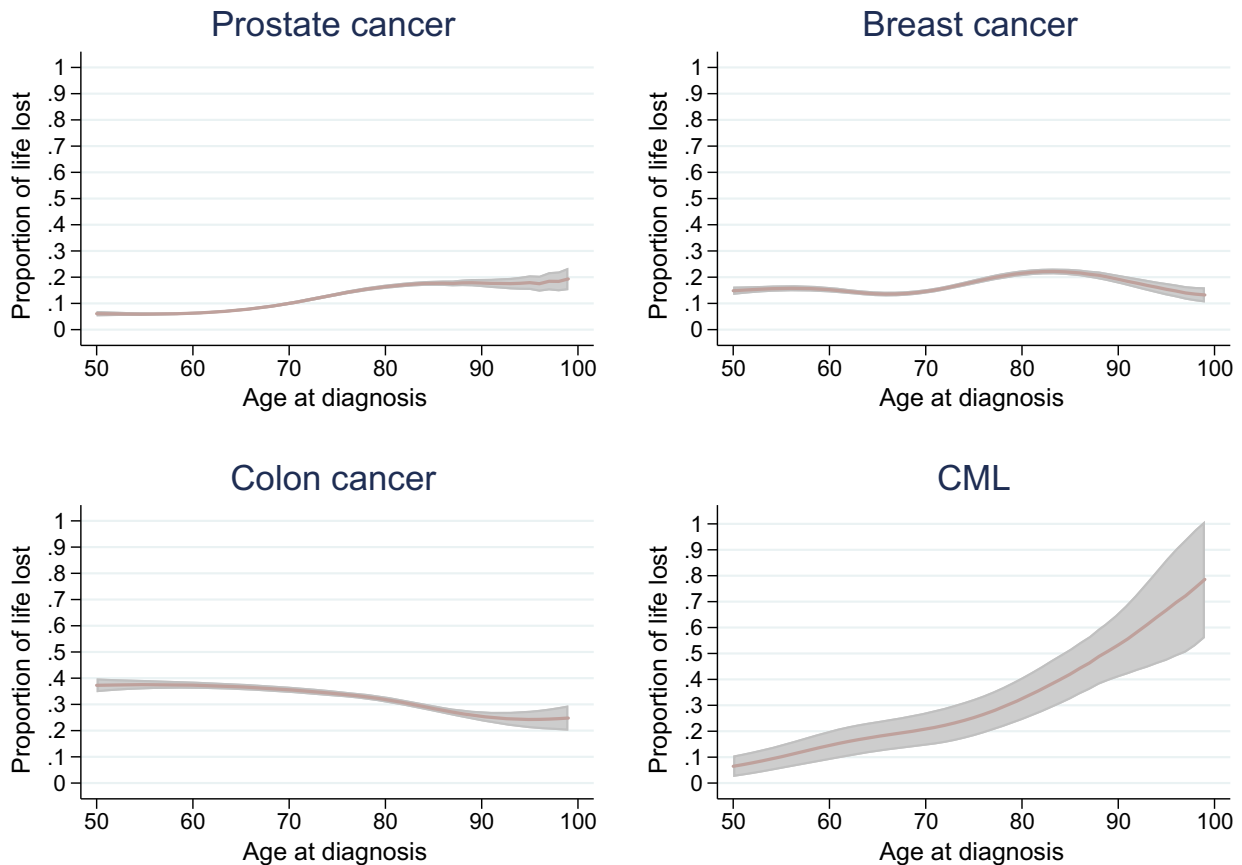 Prostate cancer
Proportion of life lost
1
.9
.8
.7
.6
.5
.4
.3
.2
.1
0
50 60 70 80 90 100
Age at diagnosis
Breast cancer
Proportion of life lost
1
.9
.8
.7
.6
.5
.4
.3
.2
.1
0
50 60 70 80 90 100
Age at diagnosis
Colon cancer
Proportion of life lost
1
.9
.8
.7
.6
.5
.4
.3
.2
.1
0
50 60 70 80 90 100
Age at diagnosis
CML
Proportion of life lost
1
.9
.8
.7
.6
.5
.4
.3
.2
.1
0
50 60 70 80 90 100
Age at diagnosis